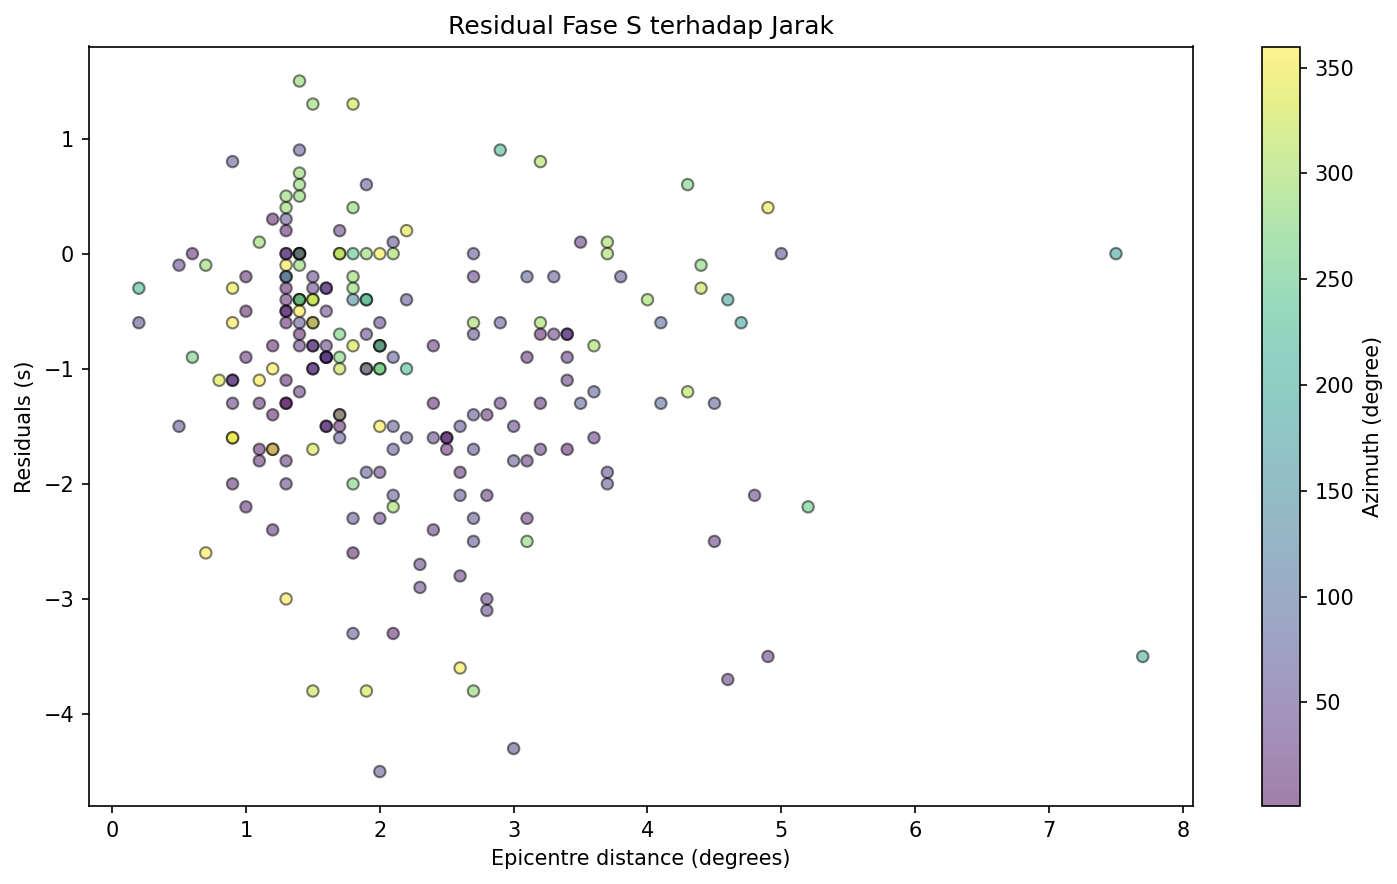 Residual Fase S terhadap Jarak
Residuals (s)
1
0
−1
−2
−3
−4
0 1 2 3 4 5 6 7 8
Epicentre distance (degrees)
350
300
250
200
150
100
50
Azimuth (degree)